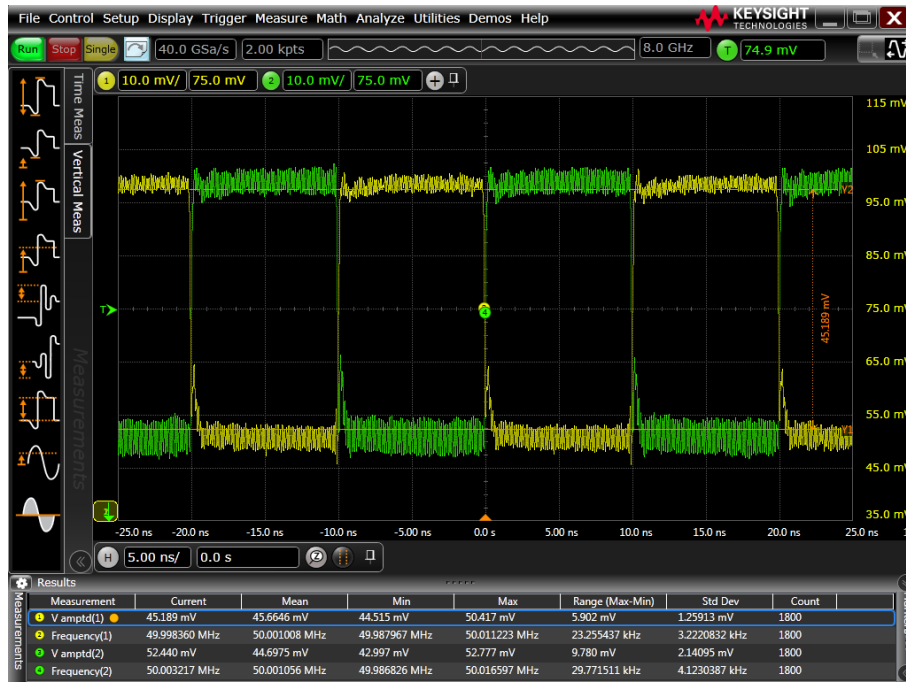 File Control Setup Display Trigger Measure Math Analyze Utilities Demos Help
KEYSIGHT
TECHNOLOGIES
Run Stop Single 40.0 GSa/s 2.00 kpts 8.0 GHz T 74.9 mV
1 10.0 mV/ 75.0 mV 2 10.0 mV/ 75.0 mV
Time Meas
Vertical Meas
Measurements
115 mV
105 mV
95.0 mV
85.0 mV
75.0 mV
65.0 mV
55.0 mV
45.0 mV
35.0 mV
Y2
45.189 mV
Y1
T
4
-25.0 ns -20.0 ns -15.0 ns -10.0 ns -5.00 ns 0.0 s 5.00 ns 10.0 ns 15.0 ns 20.0 ns 25.0 ns
H 5.00 ns/ 0.0 s
Results
Measurements
Measurement Current Mean Min Max Range (Max-Min) Std Dev Count
1 V amptd(1) 45.189 mV 45.6646 mV 44.515 mV 50.417 mV 5.902 mV 1.25913 mV 1800
2 Frequency(1) 49.998360 MHz 50.001008 MHz 49.987967 MHz 50.011223 MHz 23.255437 kHz 3.2220832 kHz 1800
3 V amptd(2) 52.440 mV 44.6975 mV 42.997 mV 52.777 mV 9.780 mV 2.14095 mV 1800
4 Frequency(2) 50.003217 MHz 50.001056 MHz 49.986826 MHz 50.016597 MHz 29.771511 kHz 4.1230387 kHz 1800